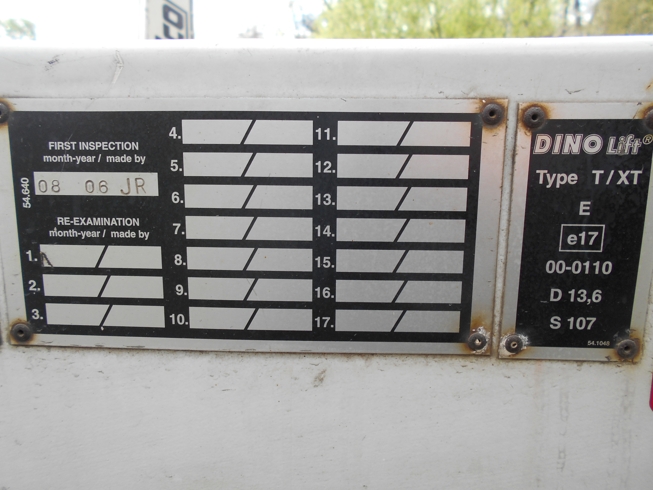 FIRST INSPECTION
month-year / made by
08 06 JR
54.640
RE-EXAMINATION
month-year / made by
1.
2.
3.
4.
5.
6.
7.
8.
9.
10.
11.
12.
13.
14.
15.
16.
17.
DINO Lift®
Type T/XT
E
e17
00-0110
D 13,6
S 107
54.1048